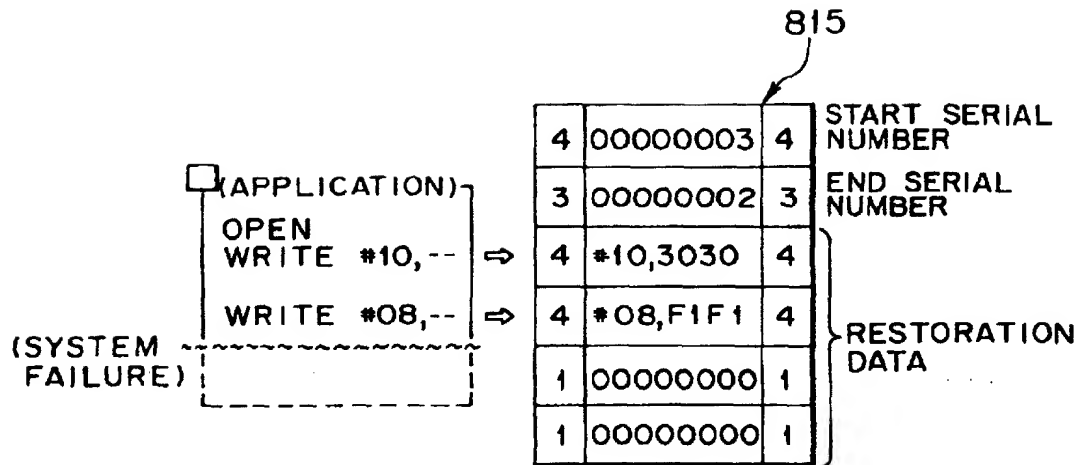 815
4 00000003 4 START SERIAL
NUMBER
3 00000002 3 END SERIAL
NUMBER
(APPLICATION)
OPEN
WRITE #10,-- ⇨ 4 #10,3030 4
WRITE #08,-- ⇨ 4 #08,F1F1 4
(SYSTEM
FAILURE)
RESTORATION
DATA
1 00000000 1
1 00000000 1